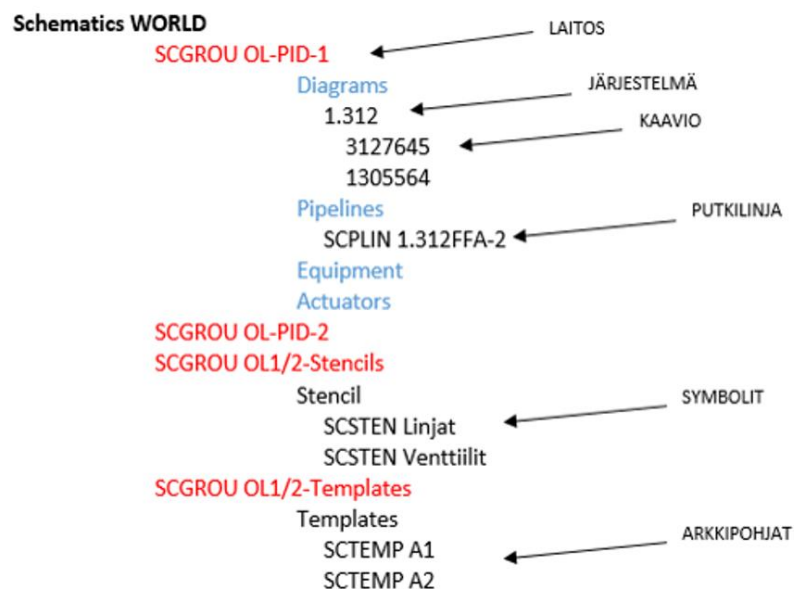 Schematics WORLD
SCGROU OL-PID-1
LAITOS
Diagrams
JÄRJESTELMÄ
1.312
KAAVIO
3127645
1305564
Pipelines
PUTKILINJA
SCPLIN 1.312FFA-2
Equipment
Actuators
SCGROU OL-PID-2
SCGROU OL1/2-Stencils
Stencil
SYMBOLIT
SCSTEN Linjat
SCSTEN Venttiilit
SCGROU OL1/2-Templates
Templates
ARKKIPOHJAT
SCTEMP A1
SCTEMP A2